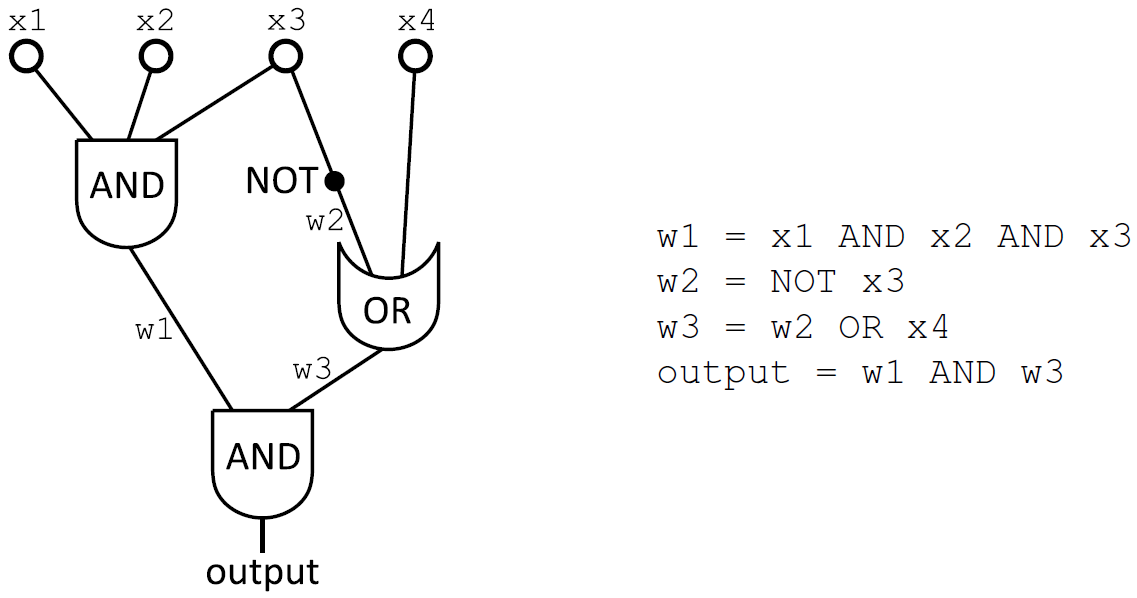 x1 x2 x3 x4
AND
NOT
w2
OR
w1
w3
AND
output
w1 = x1 AND x2 AND x3
w2 = NOT x3
w3 = w2 OR x4
output = w1 AND w3